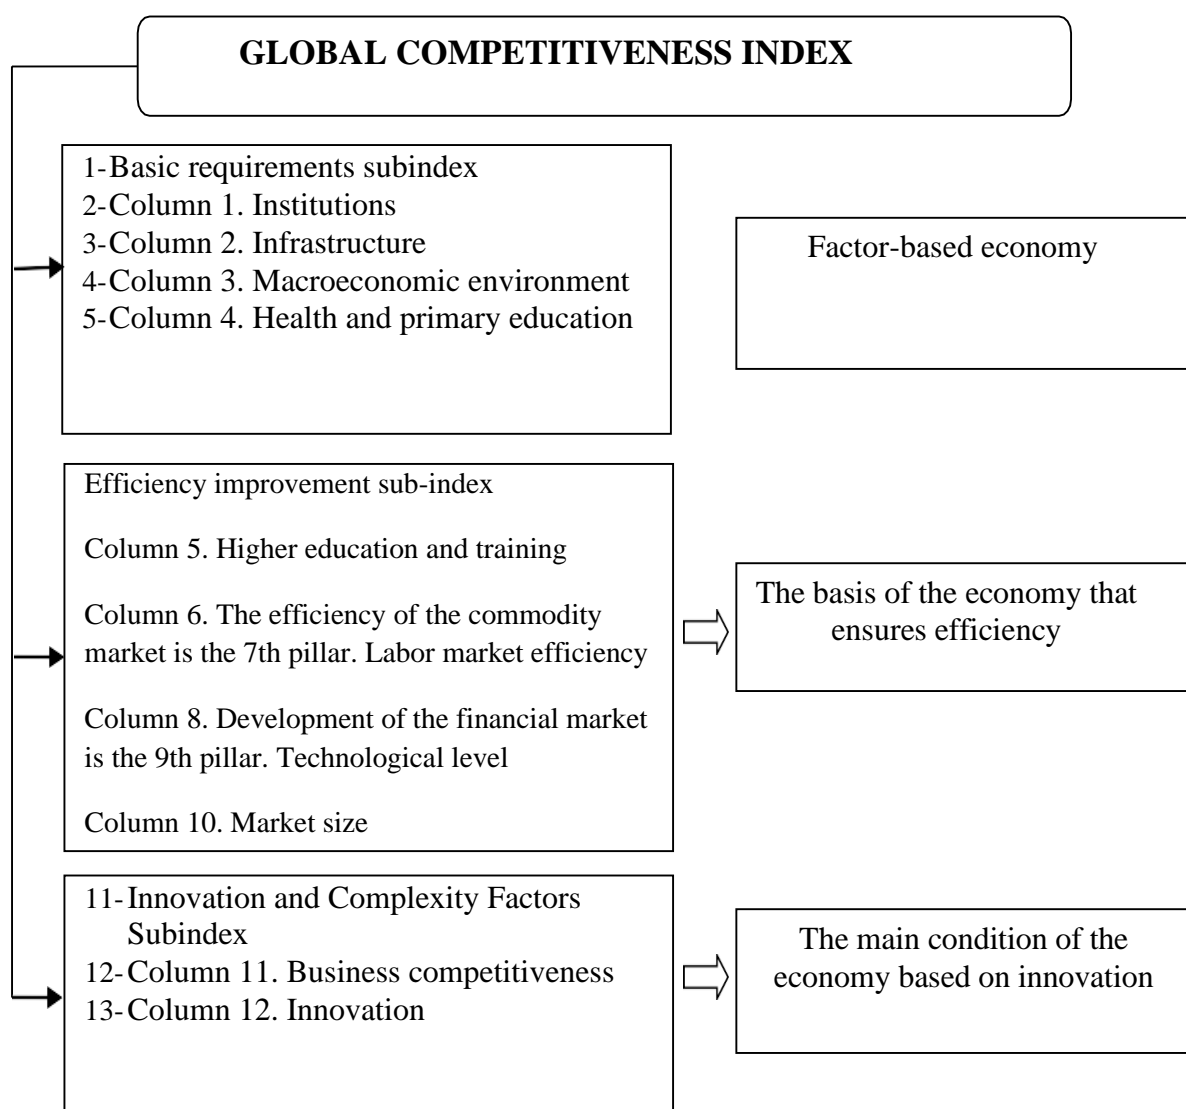 GLOBAL COMPETITIVENESS INDEX
1-Basic requirements subindex
2-Column 1. Institutions
3-Column 2. Infrastructure
4-Column 3. Macroeconomic environment
5-Column 4. Health and primary education
Factor-based economy
Efficiency improvement sub-index
Column 5. Higher education and training
Column 6. The efficiency of the commodity
market is the 7th pillar. Labor market efficiency
Column 8. Development of the financial market
is the 9th pillar. Technological level
Column 10. Market size
The basis of the economy that
ensures efficiency
11-Innovation and Complexity Factors
Subindex
12-Column 11. Business competitiveness
13-Column 12. Innovation
The main condition of the
economy based on innovation